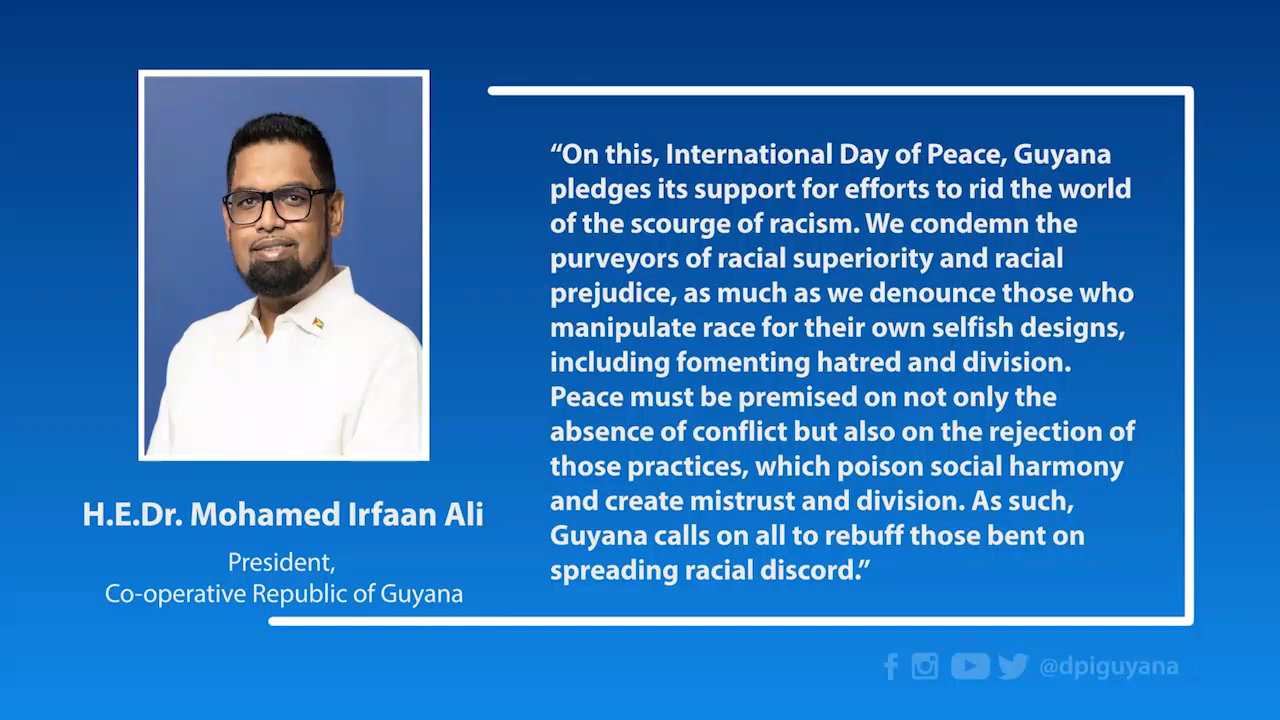 “On this, International Day of Peace, Guyana
pledges its support for efforts to rid the world
of the scourge of racism. We condemn the
purveyors of racial superiority and racial
prejudice, as much as we denounce those who
manipulate race for their own selfish designs,
including fomenting hatred and division.
Peace must be premised on not only the
absence of conflict but also on the rejection of
those practices, which poison social harmony
and create mistrust and division. As such,
Guyana calls on all to rebuff those bent on
spreading racial discord.”
H.E.Dr. Mohamed Irfaan Ali
President,
Co-operative Republic of Guyana
@dpiguyana